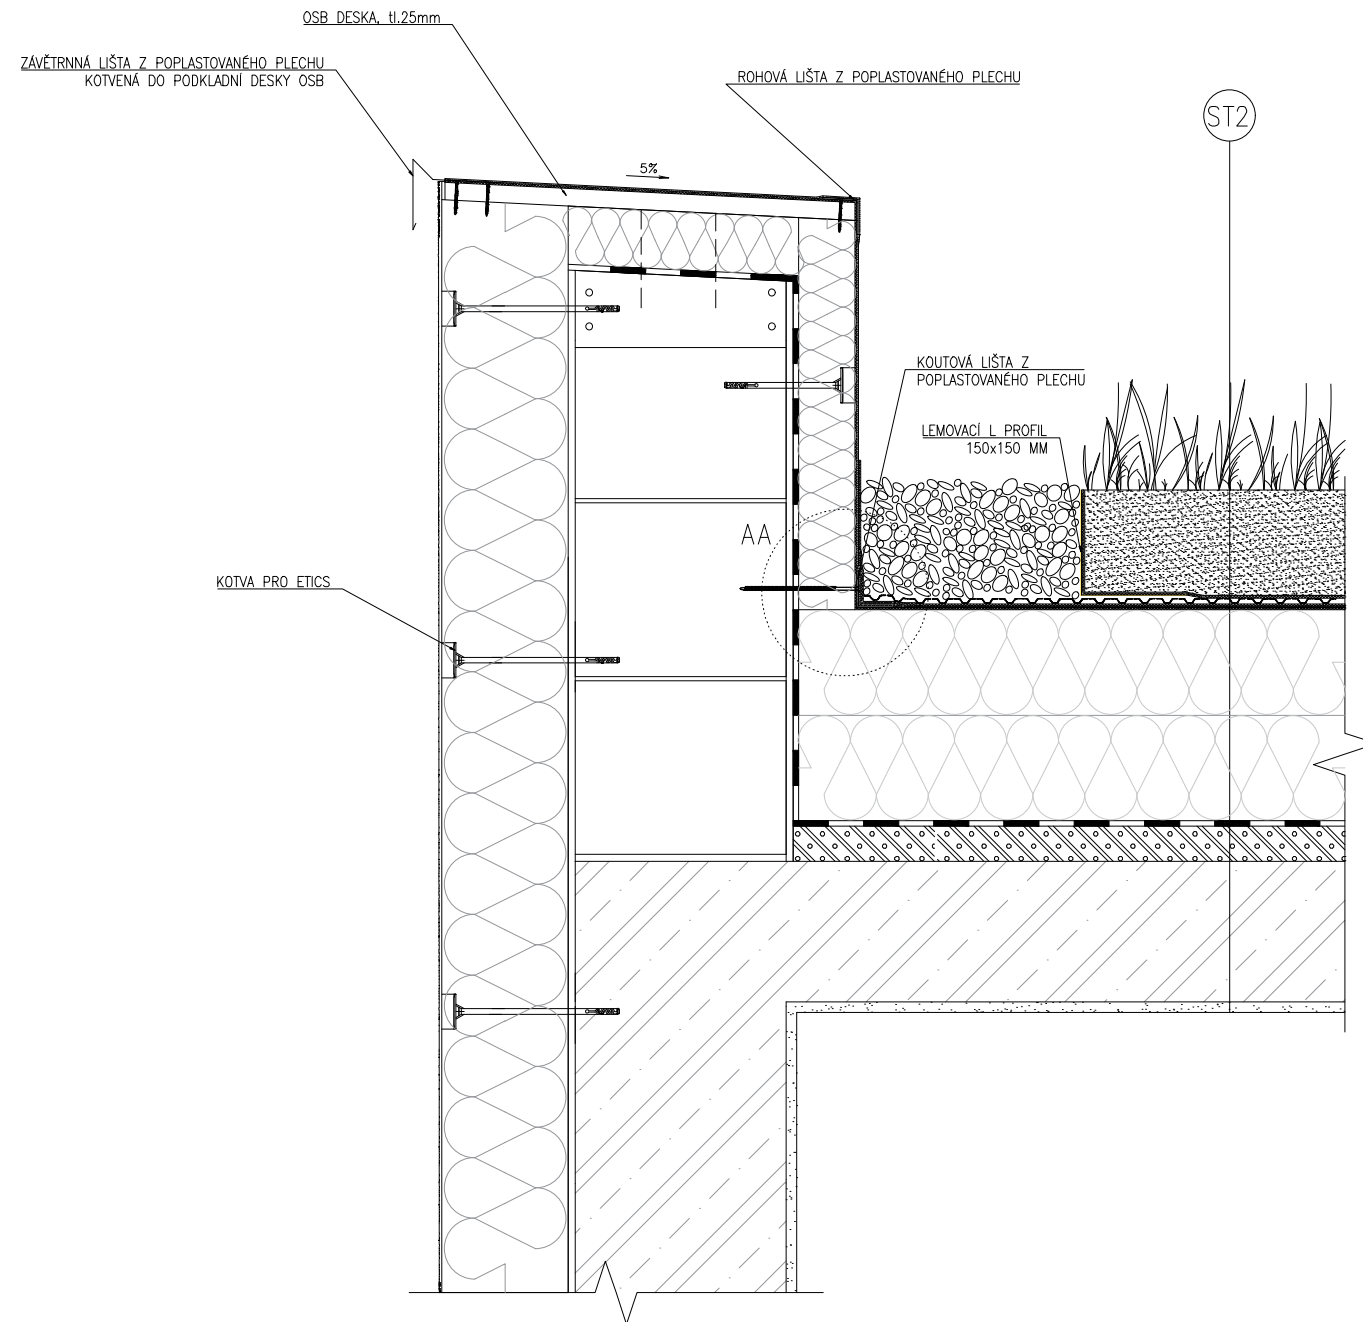 OSB DESKA, tl.25mm
ZÁVĚTRNNÁ LIŠTA Z POPLASTOVANÉHO PLECHU
KOTVENÁ DO PODKLADNÍ DESKY OSB
ROHOVÁ LIŠTA Z POPLASTOVANÉHO PLECHU
ST2
5%
KOUTOVÁ LIŠTA Z
POPLASTOVANÉHO PLECHU
LEMOVACÍ L PROFIL
150x150 MM
AA
KOTVA PRO ETICS